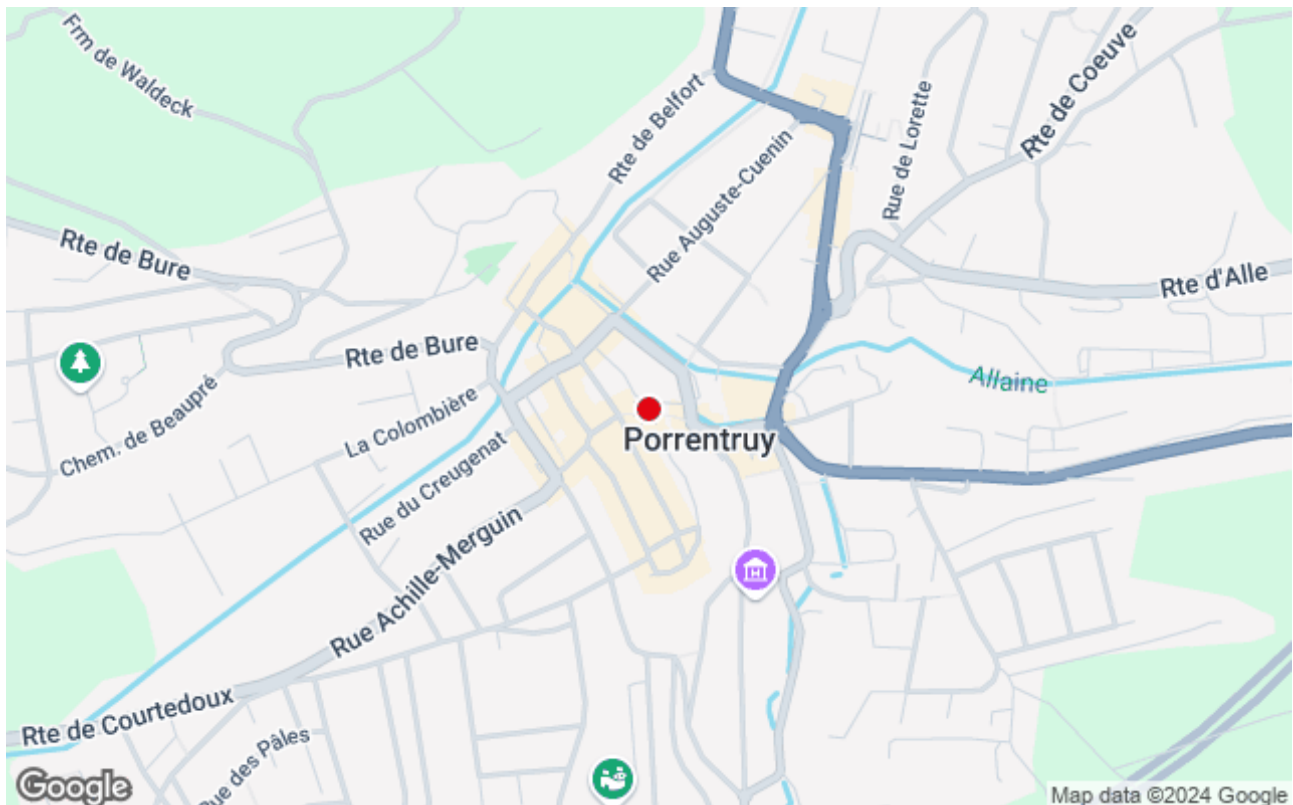 Frm de Waldeck
Rte de Belfort
Rue Auguste-Cuenin
Rue de Lorette
Rte de Coeuve
Rte de Bure
Rte d'Alle
Rte de Bure
Allaine
Chem. de Beaupré
La Colombière
Porrentruy
Rue du Creugenat
Rue Achille-Merguin
Rte de Courtedoux
Rue des Pâles
Google
Map data ©2024 Google